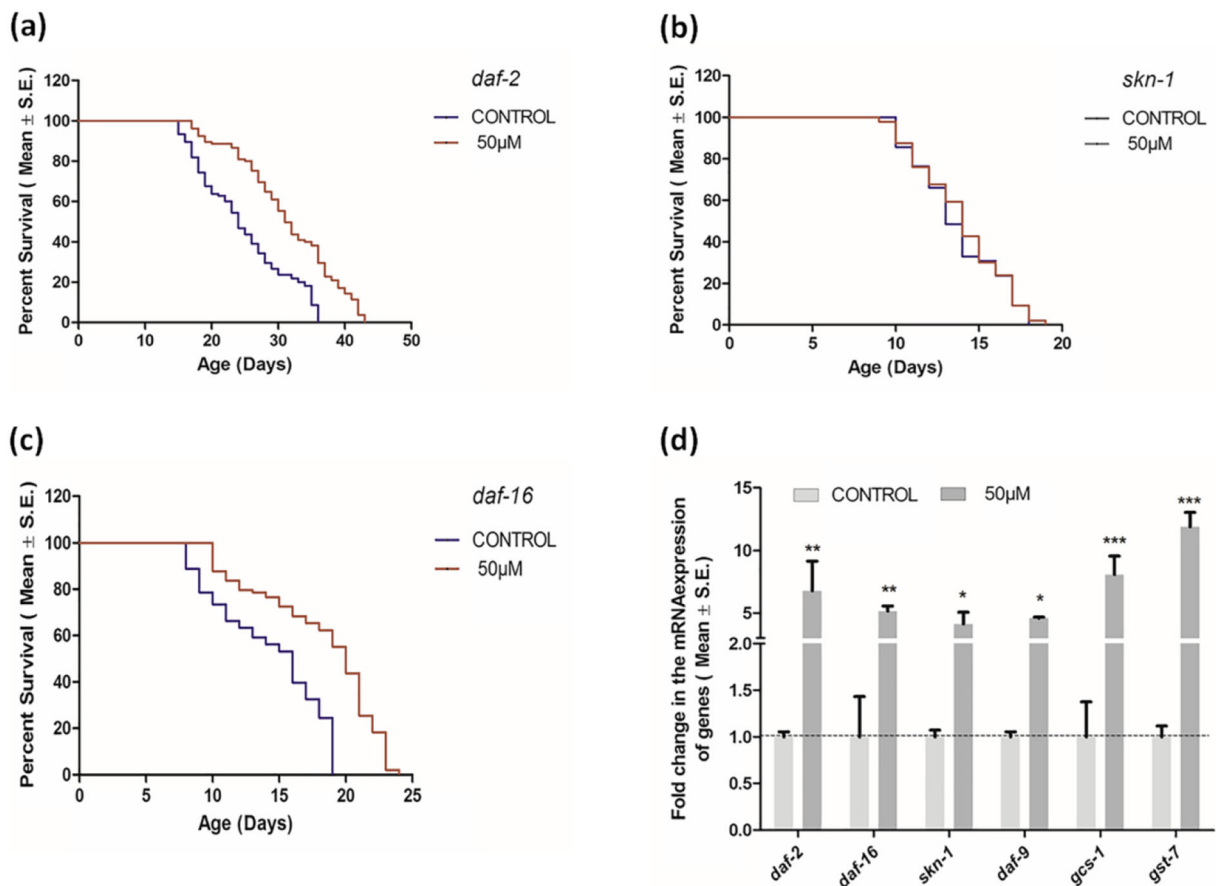 (a)
daf-2
CONTROL
50µM
Percent Survival ( Mean ± S.E.)
120
100
80
60
40
20
0
0 10 20 30 40 50
Age (Days)
(b)
skn-1
CONTROL
50µM
Percent Survival ( Mean ± S.E.)
120
100
80
60
40
20
0
0 5 10 15 20
Age (Days)
(c)
daf-16
CONTROL
50µM
Percent Survival ( Mean ± S.E.)
120
100
80
60
40
20
0
0 5 10 15 20 25
Age (Days)
(d)
CONTROL 50µM
Fold change in the mRNAexpression
of genes ( Mean ± S.E.)
15
10
5
2.0
1.5
1.0
0.5
0.0
** ** * * *** ***
daf-2 daf-16 skn-1 daf-9 gcs-1 gst-7